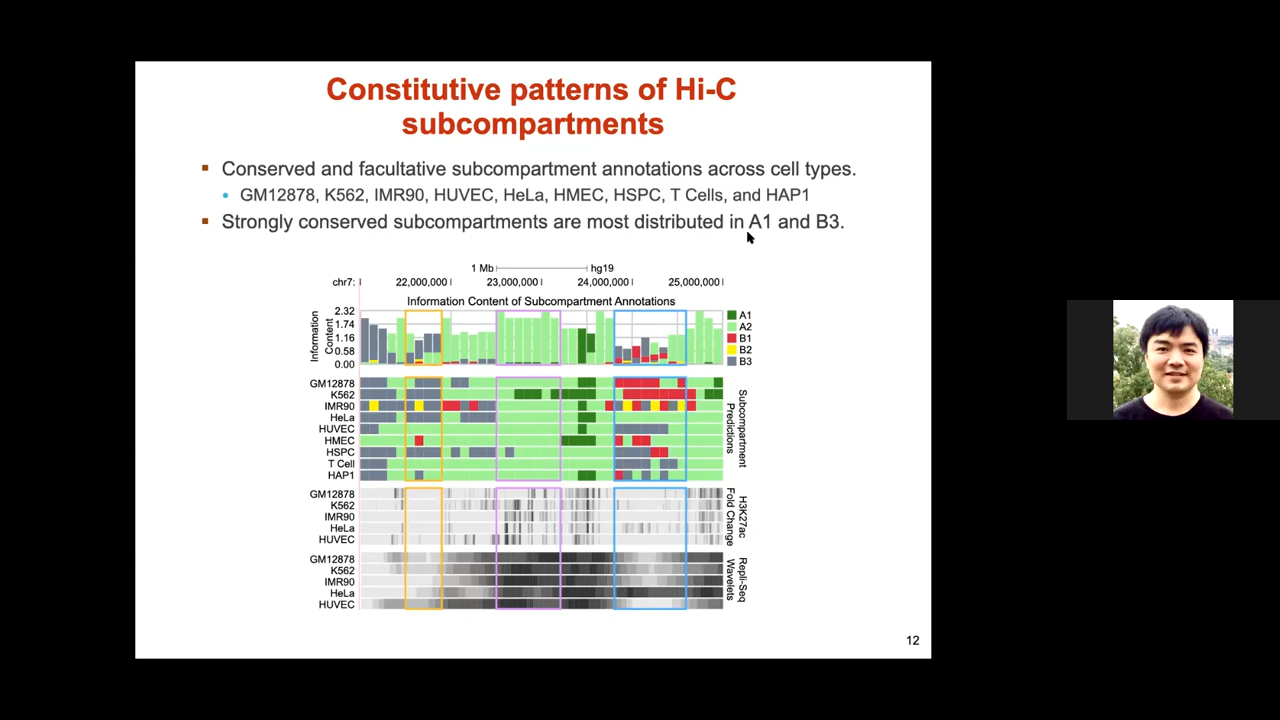 Constitutive patterns of Hi-C
subcompartments
Conserved and facultative subcompartment annotations across cell types.
GM12878, K562, IMR90, HUVEC, HeLa, HMEC, HSPC, T Cells, and HAP1
Strongly conserved subcompartments are most distributed in A1 and B3.
1 Mb hg19
chr7: 22,000,000 23,000,000 24,000,000 25,000,000
Information Content of Subcompartment Annotations
Information
Content
2.32
1.74
1.16
0.58
0.00
A1
A2
B1
B2
B3
GM12878
K562
IMR90
HeLa
HUVEC
HMEC
HSPC
T Cell
HAP1
Subcompartment
Predictions
GM12878
K562
IMR90
HeLa
HUVEC
H3K27ac
Fold Change
GM12878
K562
IMR90
HeLa
HUVEC
Repli-Seq
Wavelets
12